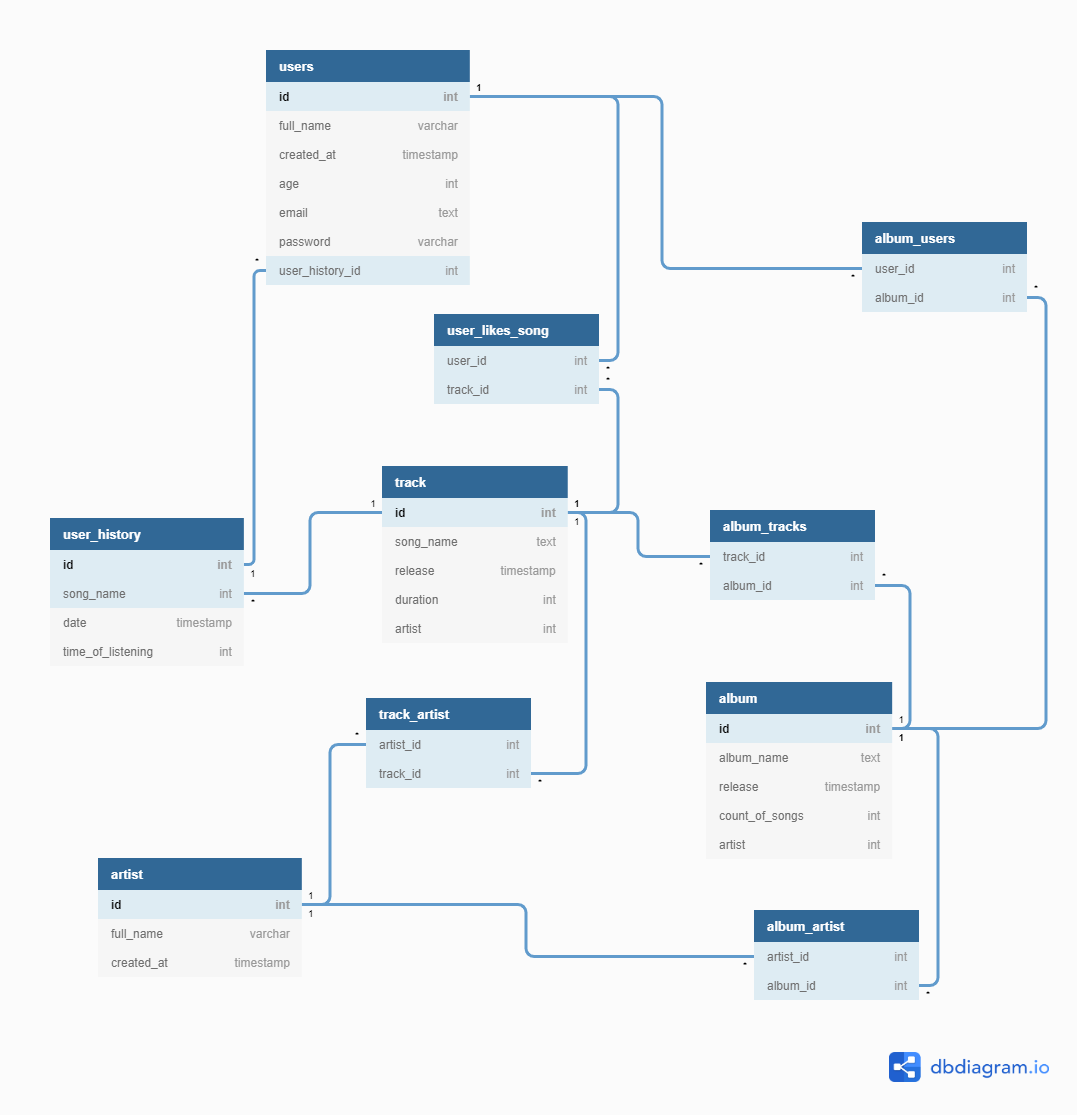 users
id int
full_name varchar
created_at timestamp
age int
email text
password varchar
user_history_id int
1
*
album_users
user_id int
album_id int
*
*
user_likes_song
user_id int
track_id int
*
*
track
id int
song_name text
release timestamp
duration int
artist int
1
1
1
user_history
id int
song_name int
date timestamp
time_of_listening int
1
*
album_tracks
track_id int
album_id int
*
*
track_artist
artist_id int
track_id int
*
*
album
id int
album_name text
release timestamp
count_of_songs int
artist int
1
1
artist
id int
full_name varchar
created_at timestamp
1
1
album_artist
artist_id int
album_id int
*
*
dbdiagram.io